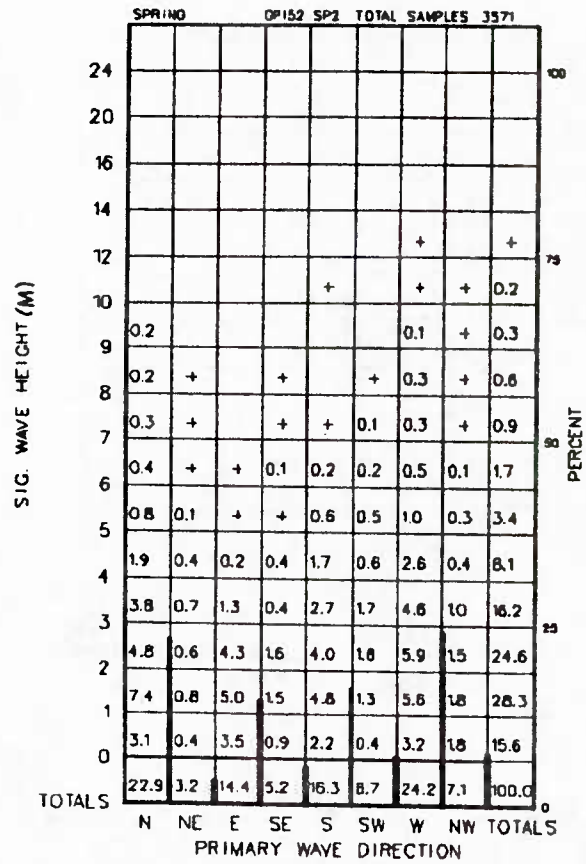 SPRING OP152 SP2 TOTAL SAMPLES 3571
24 100
20
16
14
+ +
12 75
+ + + 0.2
10
0.2 0.1 + 0.3
9
0.2 + + + 0.3 + 0.6
8
0.3 + + + 0.1 0.3 + 0.9
7 50
0.4 + + 0.1 0.2 0.2 0.5 0.1 1.7
6
0.8 0.1 + + 0.6 0.5 1.0 0.3 3.4
5
1.9 0.4 0.2 0.4 1.7 0.6 2.6 0.4 8.1
4
3.8 0.7 1.3 0.4 2.7 1.7 4.6 1.0 16.2
3 25
4.8 0.6 4.3 1.6 4.0 1.8 5.9 1.5 24.6
2
7.4 0.8 5.0 1.5 4.8 1.3 5.6 1.8 28.3
1
3.1 0.4 3.5 0.9 2.2 0.4 3.2 1.8 15.6
0
22.9 3.2 14.4 5.2 16.3 6.7 24.2 7.1 100.0
TOTALS 0
N NE E SE S SW W NW TOTALS
PRIMARY WAVE DIRECTION
SIG. WAVE HEIGHT (M)
PERCENT